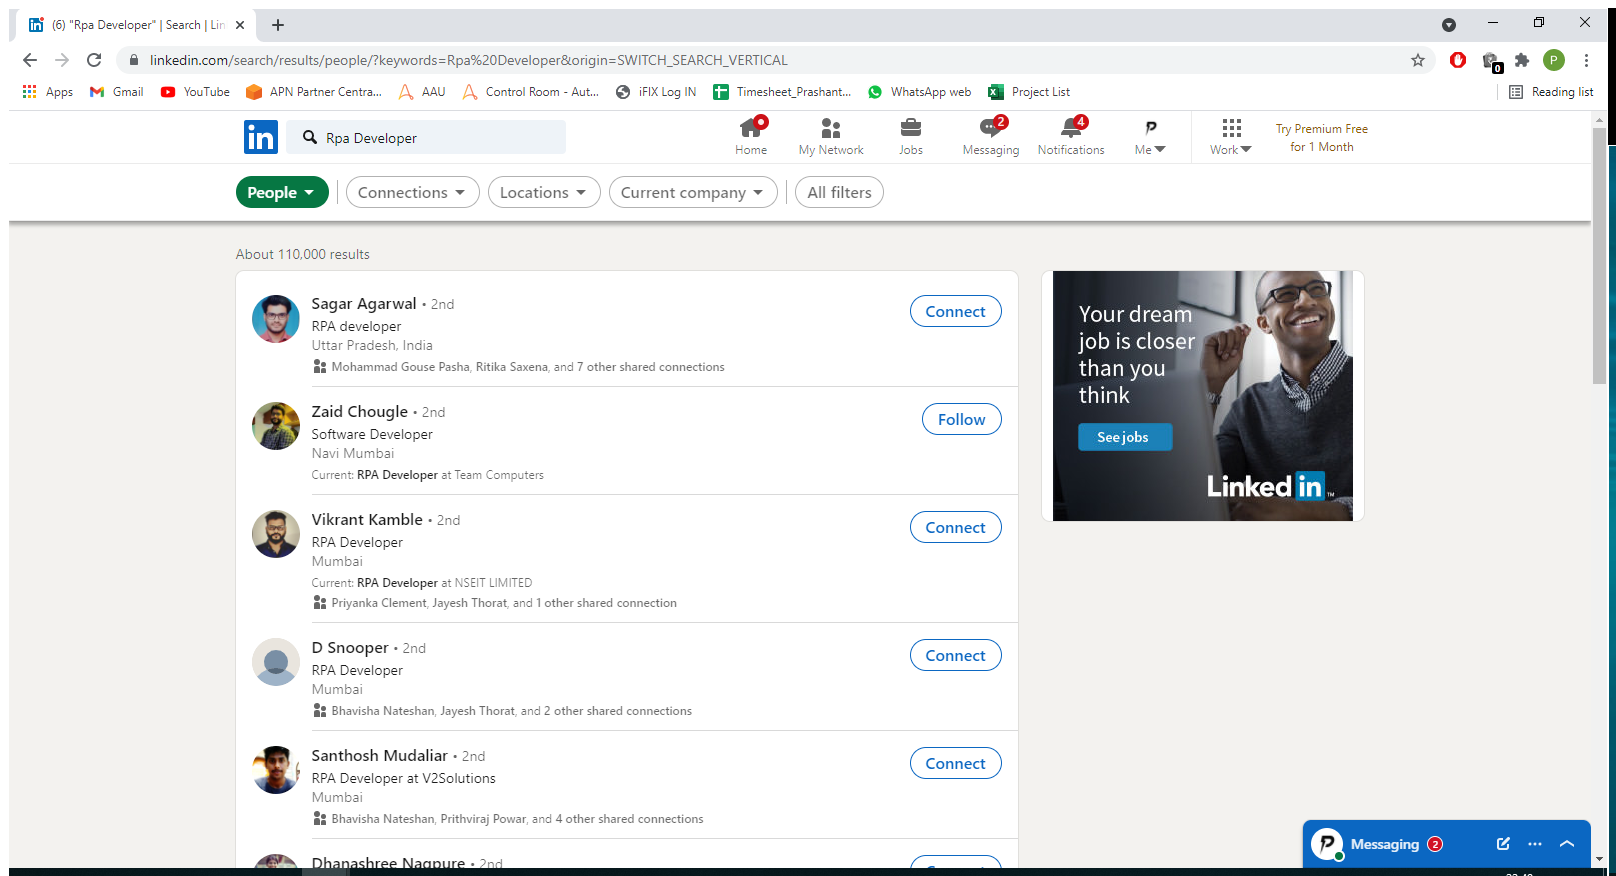 (6) "Rpa Developer" | Search | Lin
linkedin.com/search/results/people/?keywords=Rpa%20Developer&origin=SWITCH_SEARCH_VERTICAL
0
P
Apps Gmail YouTube APN Partner Centra... AAU Control Room - Aut... iFIX Log IN Timesheet_Prashant... WhatsApp web Project List Reading list
in Rpa Developer
2 4
Home My Network Jobs Messaging Notifications Me Work
Try Premium Free
for 1 Month
People Connections Locations Current company All filters
About 110,000 results
Sagar Agarwal • 2nd
RPA developer
Uttar Pradesh, India
Mohammad Gouse Pasha, Ritika Saxena, and 7 other shared connections
Connect
Zaid Chougle • 2nd
Software Developer
Navi Mumbai
Current: RPA Developer at Team Computers
Follow
Vikrant Kamble • 2nd
RPA Developer
Mumbai
Current: RPA Developer at NSEIT LIMITED
Priyanka Clement, Jayesh Thorat, and 1 other shared connection
Connect
D Snooper • 2nd
RPA Developer
Mumbai
Bhavisha Nateshan, Jayesh Thorat, and 2 other shared connections
Connect
Santhosh Mudaliar • 2nd
RPA Developer at V2Solutions
Mumbai
Bhavisha Nateshan, Prithviraj Powar, and 4 other shared connections
Connect
Dhanashree Nagpure • 2nd
Connect
Your dream
job is closer
than you
think
See jobs
Linked in ™
Messaging 2